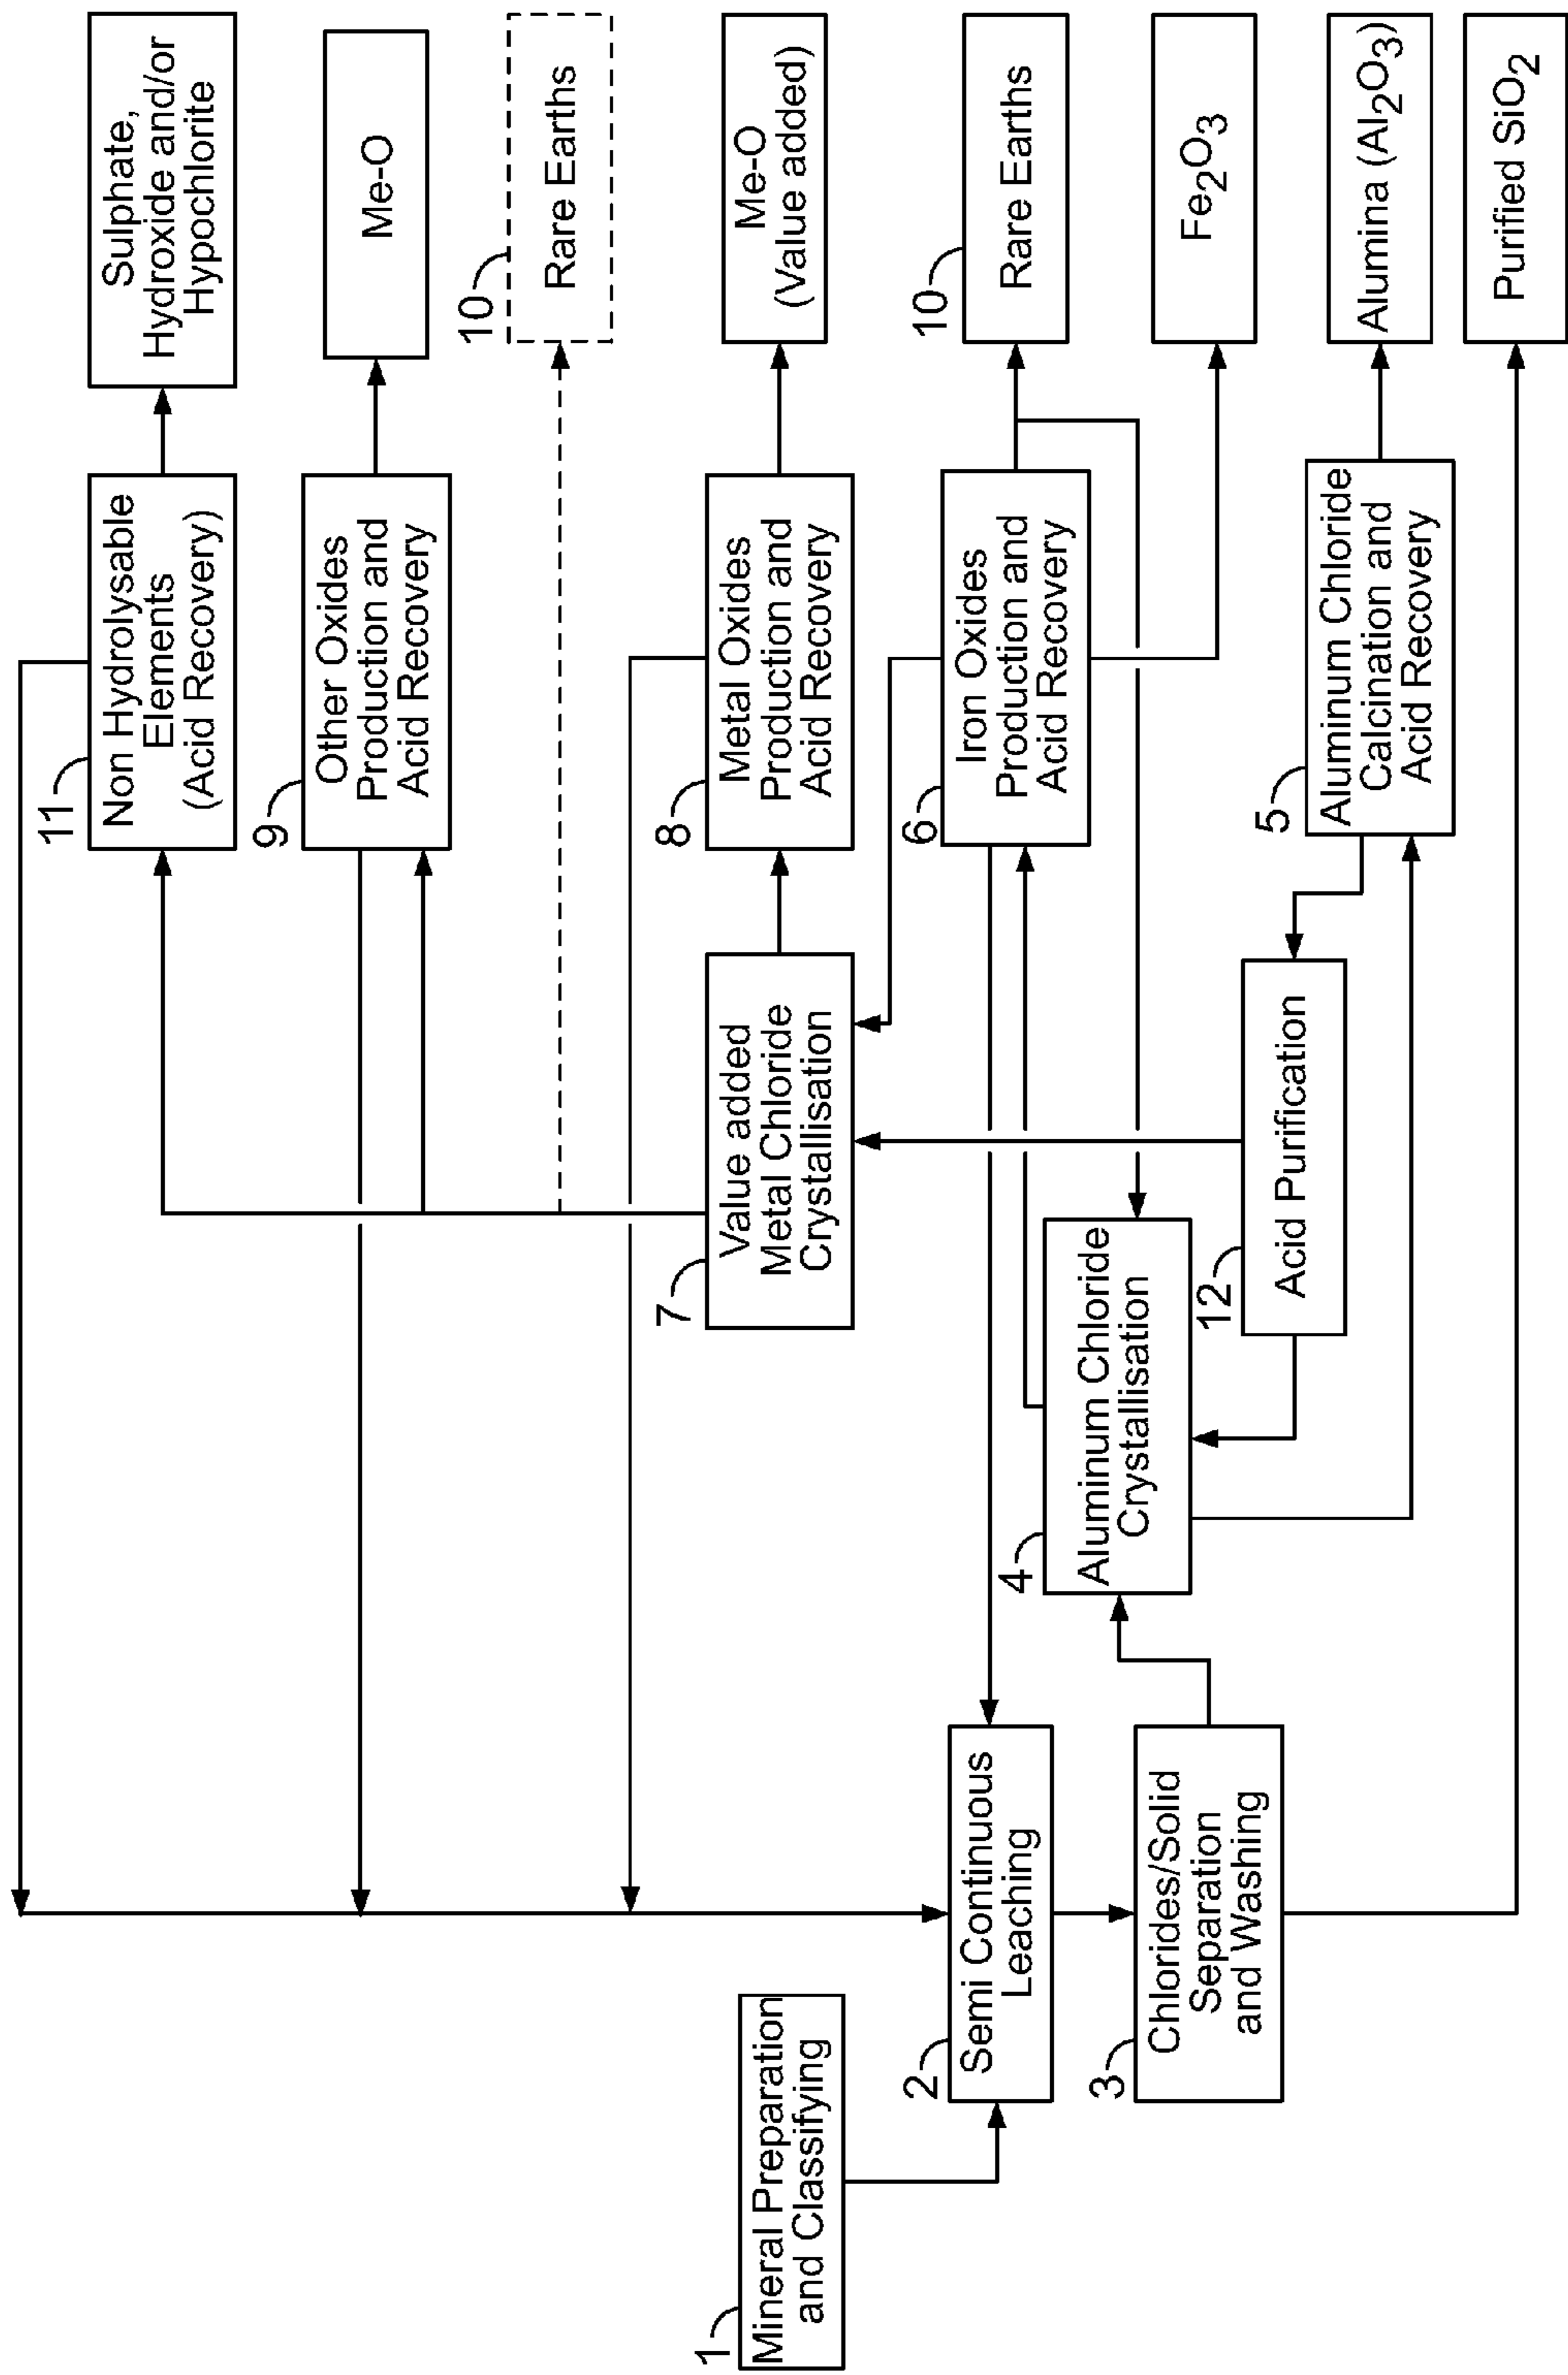 1
Mineral Preparation
and Classifying
2
Semi Continuous
Leaching
3
Chlorides/Solid
Separation
and Washing
4
Aluminum Chloride
Crystallisation
12
Acid Purification
7
Value added
Metal Chloride
Crystallisation
11
Non Hydrolysable
Elements
(Acid Recovery)
9
Other Oxides
Production and
Acid Recovery
8
Metal Oxides
Production and
Acid Recovery
6
Iron Oxides
Production and
Acid Recovery
5
Aluminum Chloride
Calcination and
Acid Recovery
Sulphate,
Hydroxide and/or
Hypochlorite
Me-O
10
Rare Earths
Me-O
(Value added)
10
Rare Earths
Fe2O3
Alumina (Al2O3)
Purified SiO2